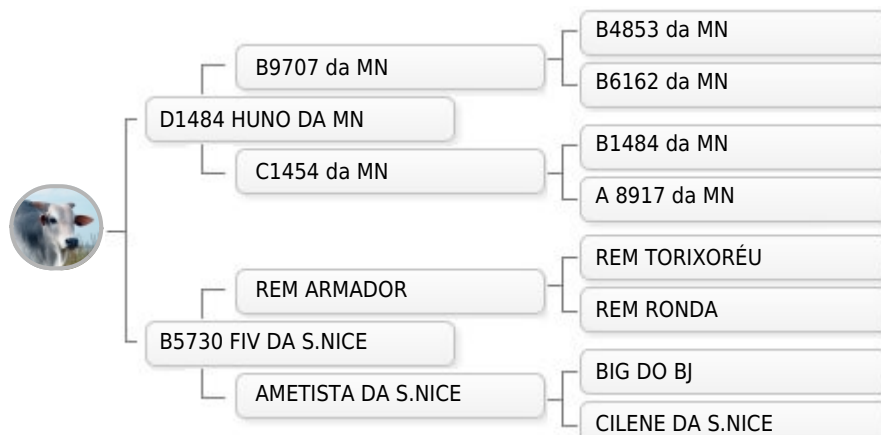 B4853 da MN
B9707 da MN
B6162 da MN
D1484 HUNO DA MN
B1484 da MN
C1454 da MN
A 8917 da MN
REM TORIXORÉU
REM ARMADOR
REM RONDA
B5730 FIV DA S.NICE
BIG DO BJ
AMETISTA DA S.NICE
CILENE DA S.NICE